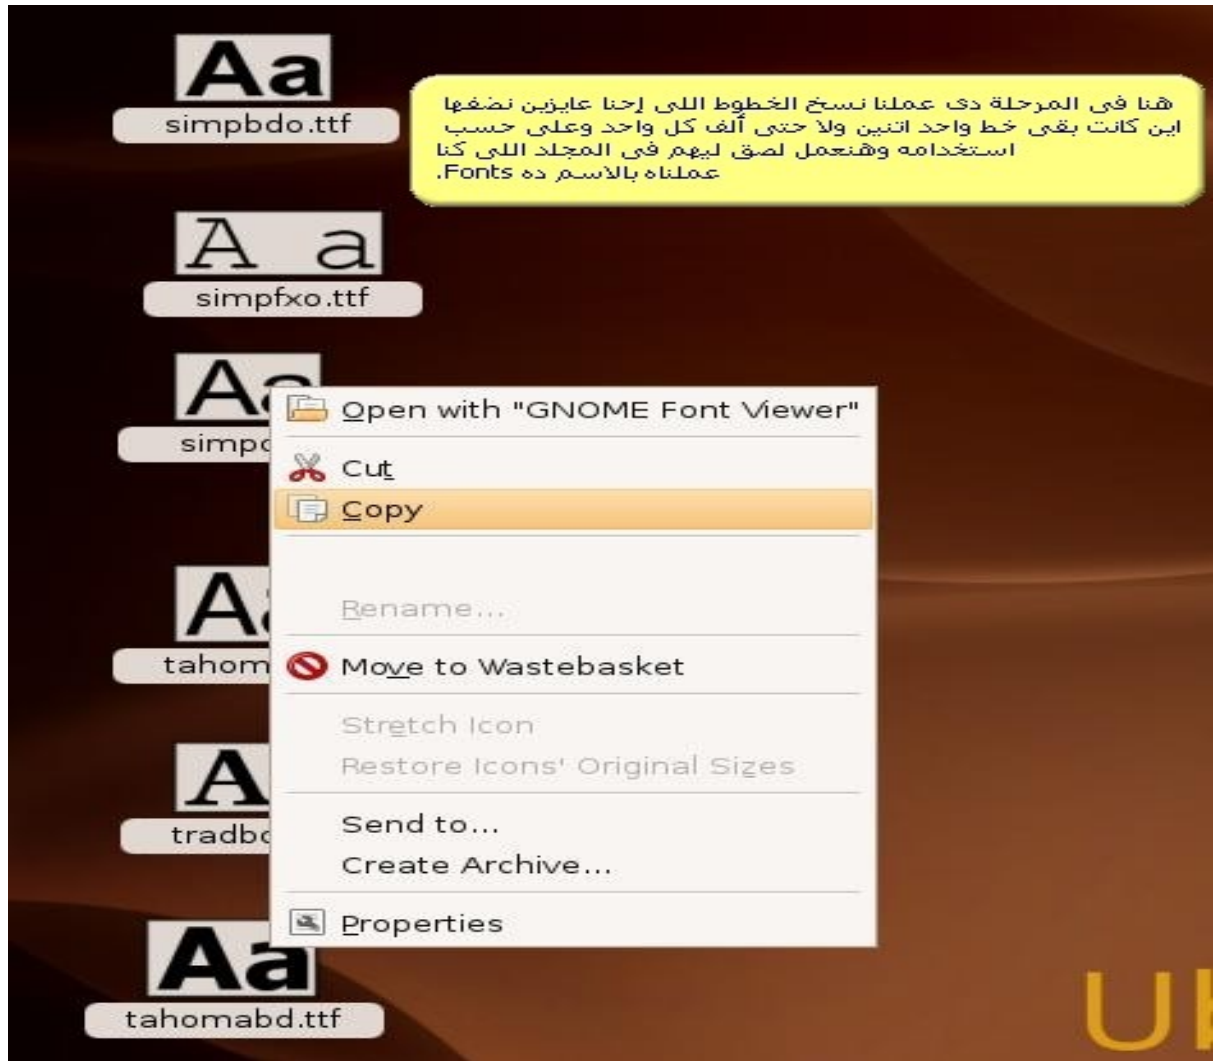 simpbdo.ttf
هنا فى المرحلة دى عملنا نسخ الخطوط اللى إحنا عايزين نضفها
اين كانت بقى خط واحد اتنين ولا حتى ألف كل واحد وعلى حسب
استخدامه وهنعمل لصق ليهم فى المجلد اللى كنا
عملناه بالاسم ده Fonts.
Aa
A a
simpfxo.ttf
Open with "GNOME Font Viewer"
Cut
Copy
Rename...
Move to Wastebasket
Stretch Icon
Restore Icons' Original Sizes
Send to...
Create Archive...
Properties
Aa
tahomabd.ttf